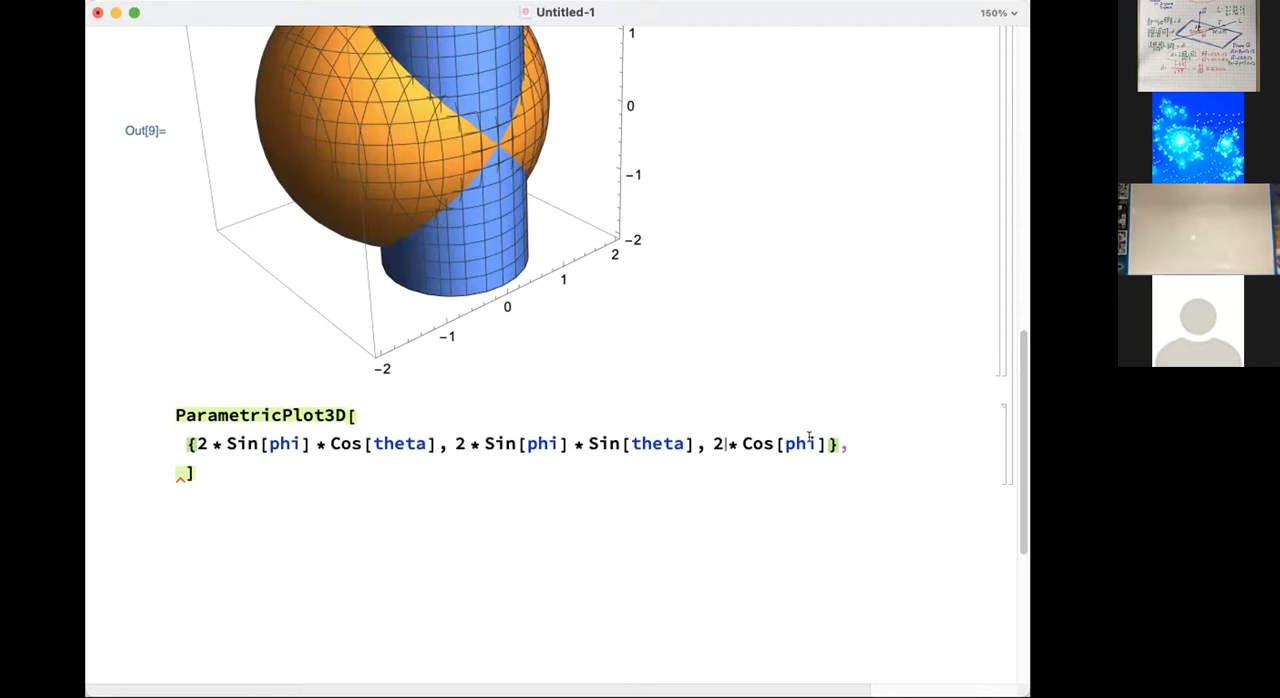 Untitled-1
150%
1
0
Out[9]=
-1
-2
2
1
0
-1
-2
ParametricPlot3D[
{2 * Sin[phi] * Cos[theta], 2 * Sin[phi] * Sin[theta], 2 * Cos[phi]},
]